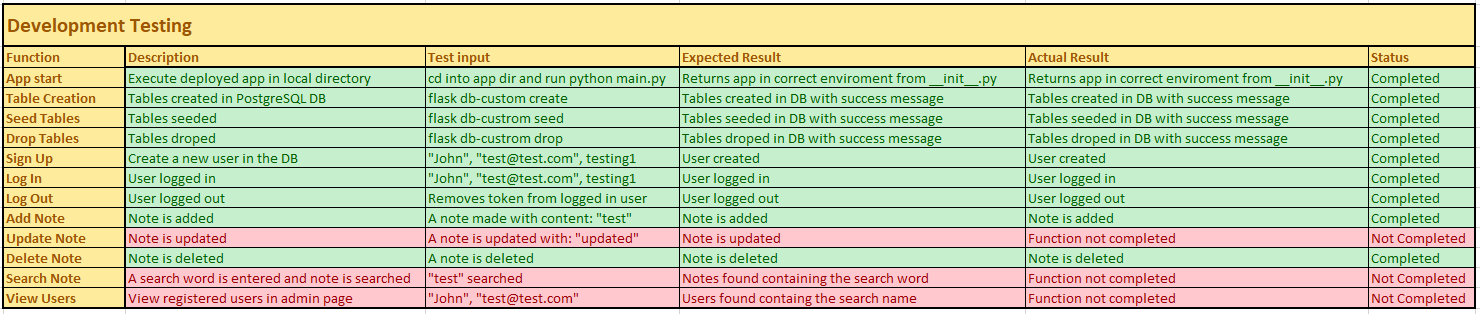 Development Testing
Function Description Test input Expected Result Actual Result Status
App start Execute deployed app in local directory cd into app dir and run python main.py Returns app in correct enviroment from __init__.py Returns app in correct enviroment from __init__.py Completed
Table Creation Tables created in PostgreSQL DB flask db-custom create Tables created in DB with success message Tables created in DB with success message Completed
Seed Tables Tables seeded flask db-custrom seed Tables seeded in DB with success message Tables seeded in DB with success message Completed
Drop Tables Tables droped flask db-custrom drop Tables droped in DB with success message Tables droped in DB with success message Completed
Sign Up Create a new user in the DB "John", "test@test.com", testing1 User created User created Completed
Log In User logged in "John", "test@test.com", testing1 User logged in User logged in Completed
Log Out User logged out Removes token from logged in user User logged out User logged out Completed
Add Note Note is added A note made with content: "test" Note is added Note is added Completed
Update Note Note is updated A note is updated with: "updated" Note is updated Function not completed Not Completed
Delete Note Note is deleted A note is deleted Note is deleted Note is deleted Completed
Search Note A search word is entered and note is searched "test" searched Notes found containing the search word Function not completed Not Completed
View Users View registered users in admin page "John", "test@test.com" Users found containg the search name Function not completed Not Completed